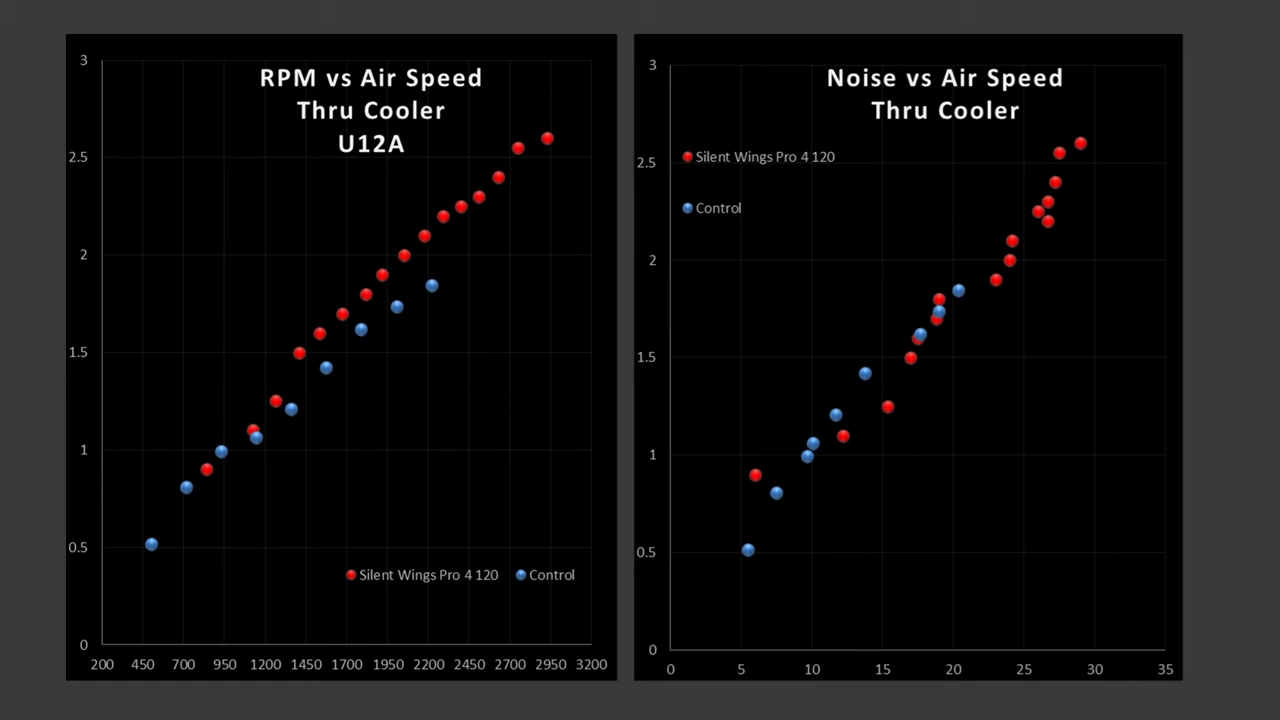 RPM vs Air Speed
Thru Cooler
U12A
3
2.5
2
1.5
1
0.5
0
Silent Wings Pro 4 120 Control
200 450 700 950 1200 1450 1700 1950 2200 2450 2700 2950 3200
Noise vs Air Speed
Thru Cooler
Silent Wings Pro 4 120
Control
3
2.5
2
1.5
1
0.5
0
0 5 10 15 20 25 30 35